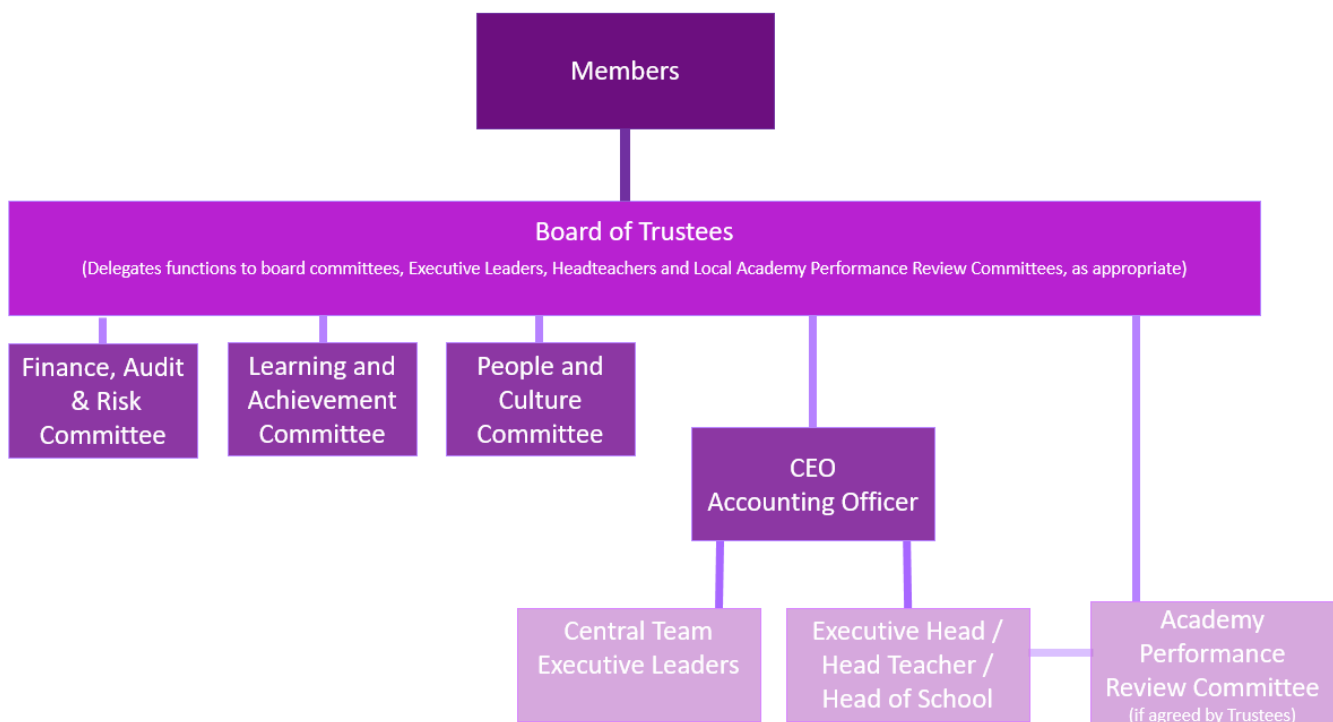 Members
Board of Trustees
(Delegates functions to board committees, Executive Leaders, Headteachers and Local Academy Performance Review Committees, as appropriate)
Finance, Audit
& Risk
Committee
Learning and
Achievement
Committee
People and
Culture
Committee
CEO
Accounting Officer
Central Team
Executive Leaders
Executive Head /
Head Teacher /
Head of School
Academy
Performance
Review Committee
(if agreed by Trustees)